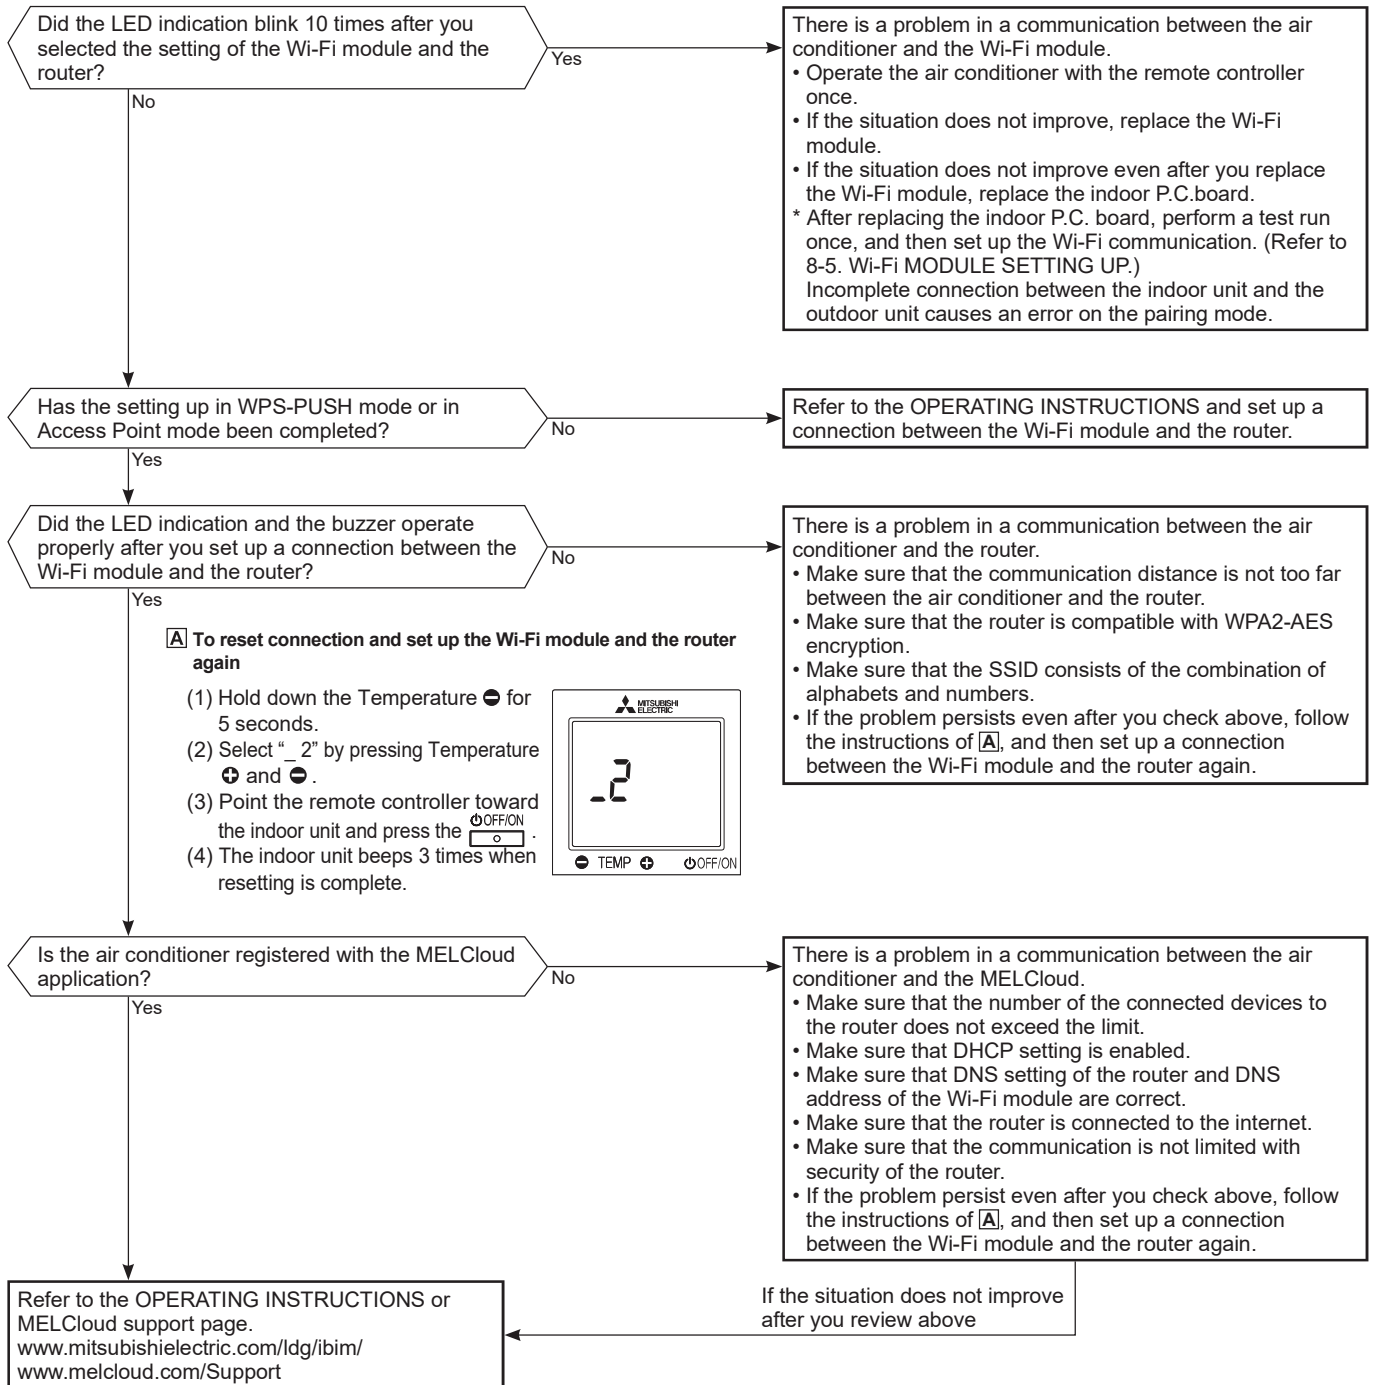 Did the LED indication blink 10 times after you
selected the setting of the Wi-Fi module and the
router?
Yes
No
There is a problem in a communication between the air
conditioner and the Wi-Fi module.
• Operate the air conditioner with the remote controller
once.
• If the situation does not improve, replace the Wi-Fi
module.
• If the situation does not improve even after you replace
the Wi-Fi module, replace the indoor P.C.board.
* After replacing the indoor P.C. board, perform a test run
once, and then set up the Wi-Fi communication. (Refer to
8-5. Wi-Fi MODULE SETTING UP.)
Incomplete connection between the indoor unit and the
outdoor unit causes an error on the pairing mode.
Has the setting up in WPS-PUSH mode or in
Access Point mode been completed?
No
Yes
Refer to the OPERATING INSTRUCTIONS and set up a
connection between the Wi-Fi module and the router.
Did the LED indication and the buzzer operate
properly after you set up a connection between the
Wi-Fi module and the router?
No
Yes
There is a problem in a communication between the air
conditioner and the router.
• Make sure that the communication distance is not too far
between the air conditioner and the router.
• Make sure that the router is compatible with WPA2-AES
encryption.
• Make sure that the SSID consists of the combination of
alphabets and numbers.
• If the problem persists even after you check above, follow
the instructions of A, and then set up a connection
between the Wi-Fi module and the router again.
A To reset connection and set up the Wi-Fi module and the router
again
(1) Hold down the Temperature ⊖ for
5 seconds.
(2) Select “ _ 2” by pressing Temperature
⊕ and ⊖ .
(3) Point the remote controller toward
the indoor unit and press the ⏻OFF/ON .
(4) The indoor unit beeps 3 times when
resetting is complete.
MITSUBISHI
ELECTRIC
_2
⊖ TEMP ⊕ ⏻OFF/ON
Is the air conditioner registered with the MELCloud
application?
No
Yes
There is a problem in a communication between the air
conditioner and the MELCloud.
• Make sure that the number of the connected devices to
the router does not exceed the limit.
• Make sure that DHCP setting is enabled.
• Make sure that DNS setting of the router and DNS
address of the Wi-Fi module are correct.
• Make sure that the router is connected to the internet.
• Make sure that the communication is not limited with
security of the router.
• If the problem persist even after you check above, follow
the instructions of A, and then set up a connection
between the Wi-Fi module and the router again.
If the situation does not improve
after you review above
Refer to the OPERATING INSTRUCTIONS or
MELCloud support page.
www.mitsubishielectric.com/ldg/ibim/
www.melcloud.com/Support